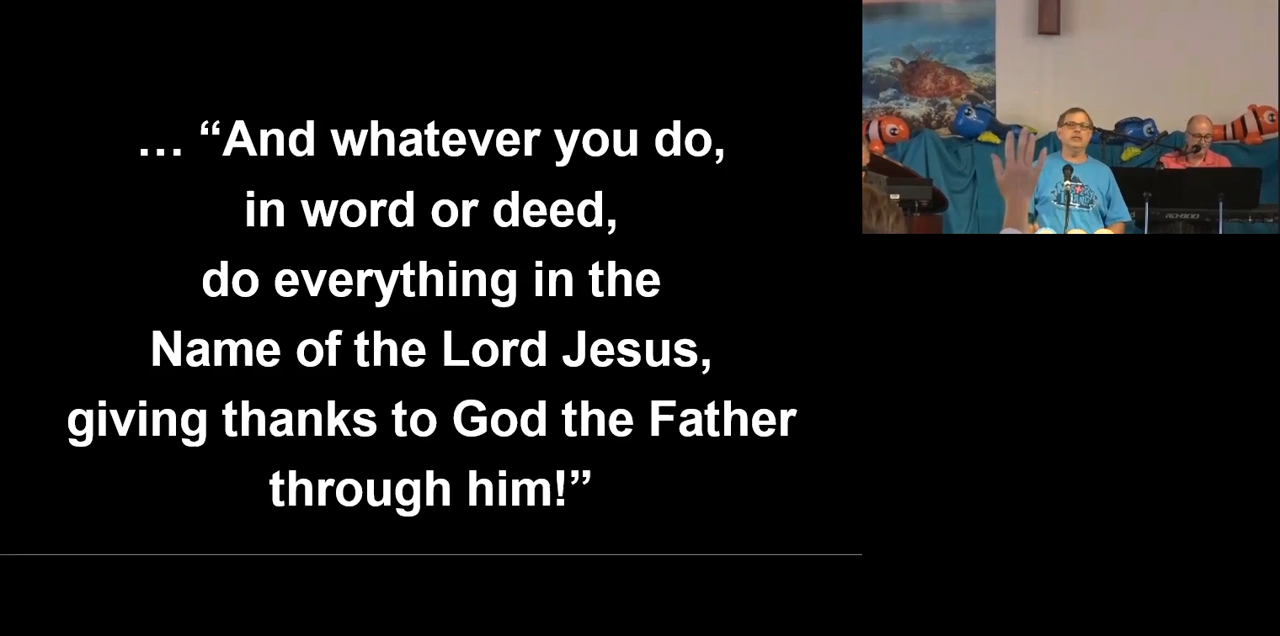 … “And whatever you do,
in word or deed,
do everything in the
Name of the Lord Jesus,
giving thanks to God the Father
through him!”